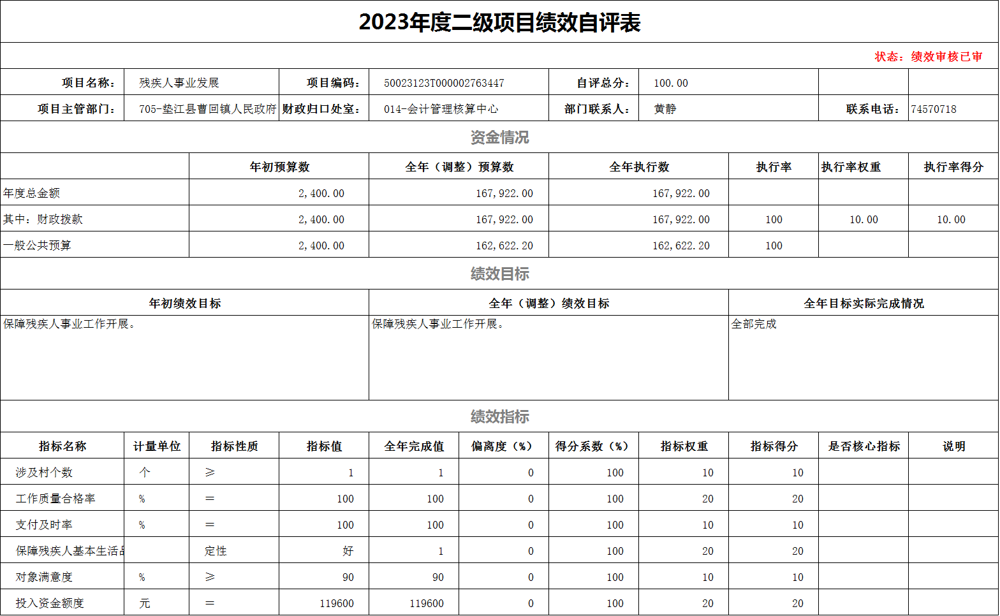 2023年度二级项目绩效自评表
状态：绩效审核已审
项目名称： 残疾人事业发展 项目编码： 50023123T000002763447 自评总分： 100.00
项目主管部门： 705-垫江县曹回镇人民政府 财政归口处室： 014-会计管理核算中心 部门联系人： 黄静 联系电话： 74570718
资金情况
年初预算数 全年（调整）预算数 全年执行数 执行率 执行率权重 执行率得分
年度总金额 2,400.00 167,922.00 167,922.00
其中：财政拨款 2,400.00 167,922.00 167,922.00 100 10.00 10.00
一般公共预算 2,400.00 162,622.20 162,622.20 100
绩效目标
年初绩效目标 全年（调整）绩效目标 全年目标实际完成情况
保障残疾人事业工作开展。 保障残疾人事业工作开展。 全部完成
绩效指标
指标名称 计量单位 指标性质 指标值 全年完成值 偏离度（%） 得分系数（%） 指标权重 指标得分 是否核心指标 说明
涉及村个数 个 ≥ 1 1 0 100 10 10
工作质量合格率 % ＝ 100 100 0 100 20 20
支付及时率 % ＝ 100 100 0 100 10 10
保障残疾人基本生活 定性 好 1 0 100 20 20
对象满意度 % ≥ 90 90 0 100 10 10
投入资金额度 元 ＝ 119600 119600 0 100 20 20